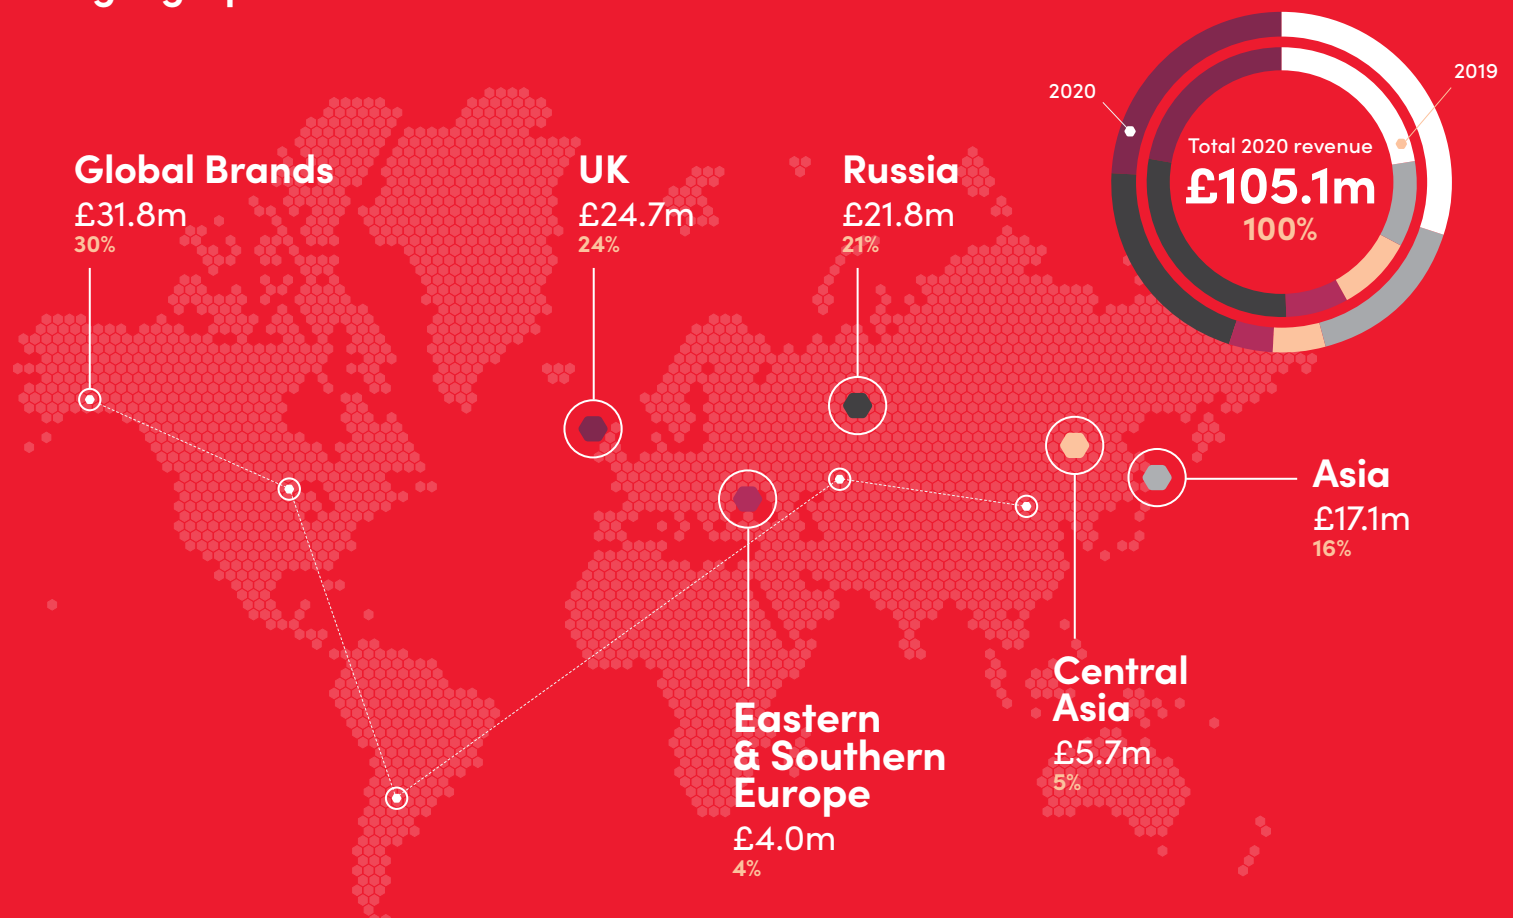 2020
2019
Total 2020 revenue
£105.1m
100%
Global Brands
£31.8m
30%
UK
£24.7m
24%
Russia
£21.8m
21%
Asia
£17.1m
16%
Central
Asia
£5.7m
5%
Eastern
& Southern
Europe
£4.0m
4%